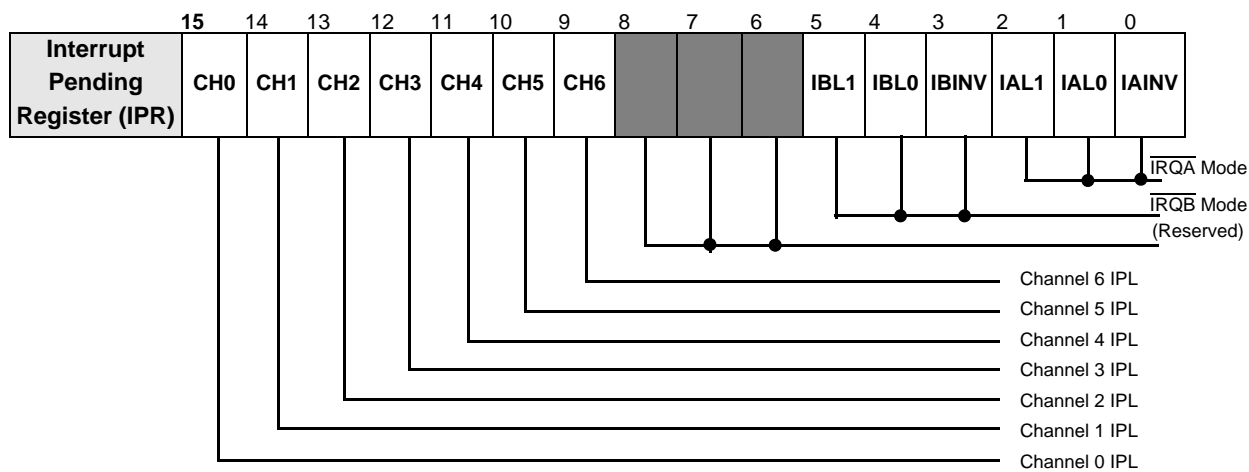 15 14 13 12 11 10 9 8 7 6 5 4 3 2 1 0
Interrupt
Pending
Register (IPR)
CH0 CH1 CH2 CH3 CH4 CH5 CH6 IBL1 IBL0 IBINV IAL1 IAL0 IAINV
IRQA Mode
IRQB Mode
(Reserved)
Channel 6 IPL
Channel 5 IPL
Channel 4 IPL
Channel 3 IPL
Channel 2 IPL
Channel 1 IPL
Channel 0 IPL